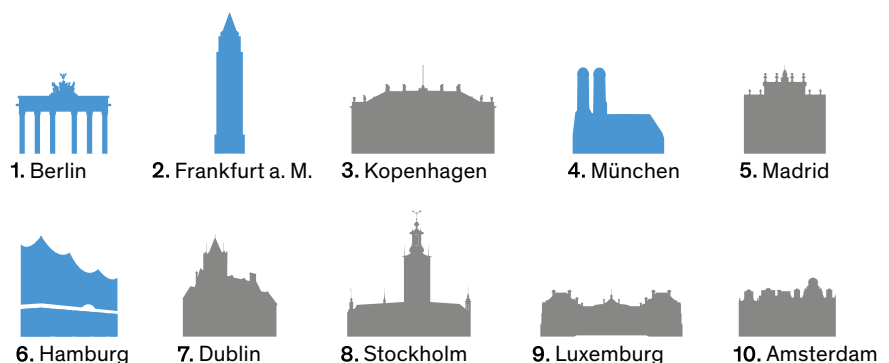 1. Berlin
2. Frankfurt a. M.
3. Kopenhagen
4. München
5. Madrid
6. Hamburg
7. Dublin
8. Stockholm
9. Luxemburg
10. Amsterdam